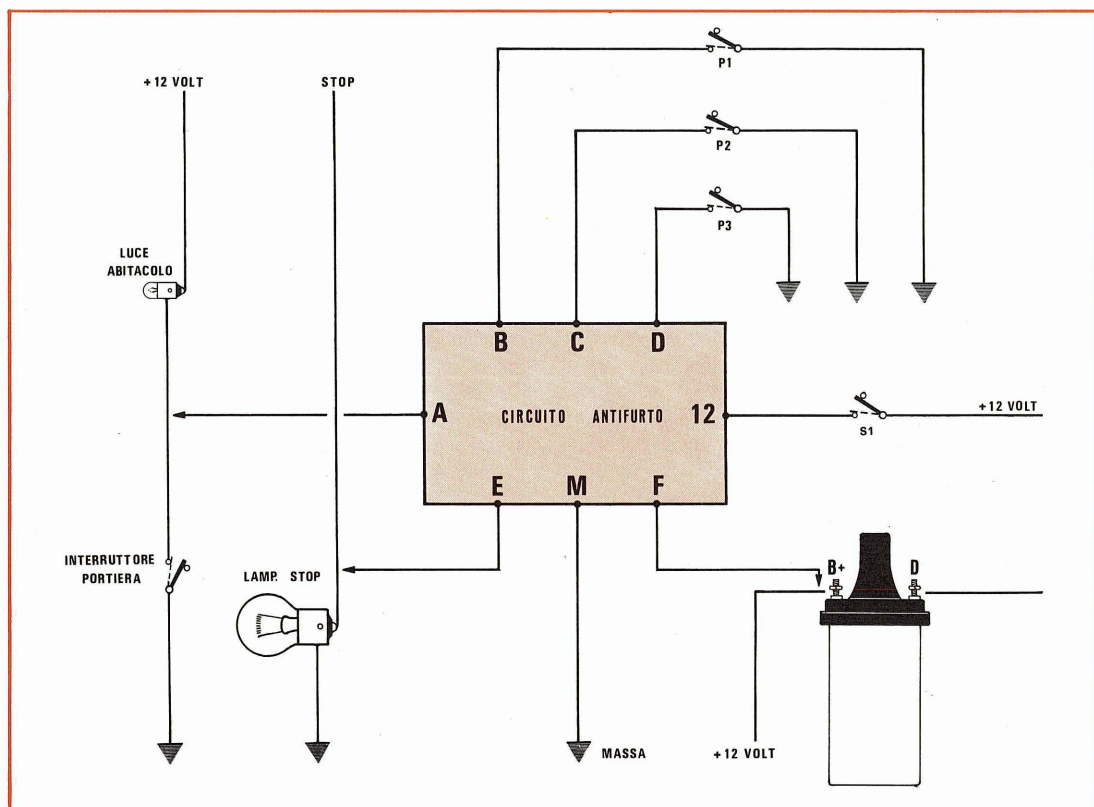 P1
+12 VOLT
STOP
P2
P3
LUCE
ABITACOLO
B
C
D
A
CIRCUITO ANTIFURTO
12
+12 VOLT
S1
E
M
F
INTERRUTTORE
PORTIERA
LAMP. STOP
B+
D
MASSA
+12 VOLT